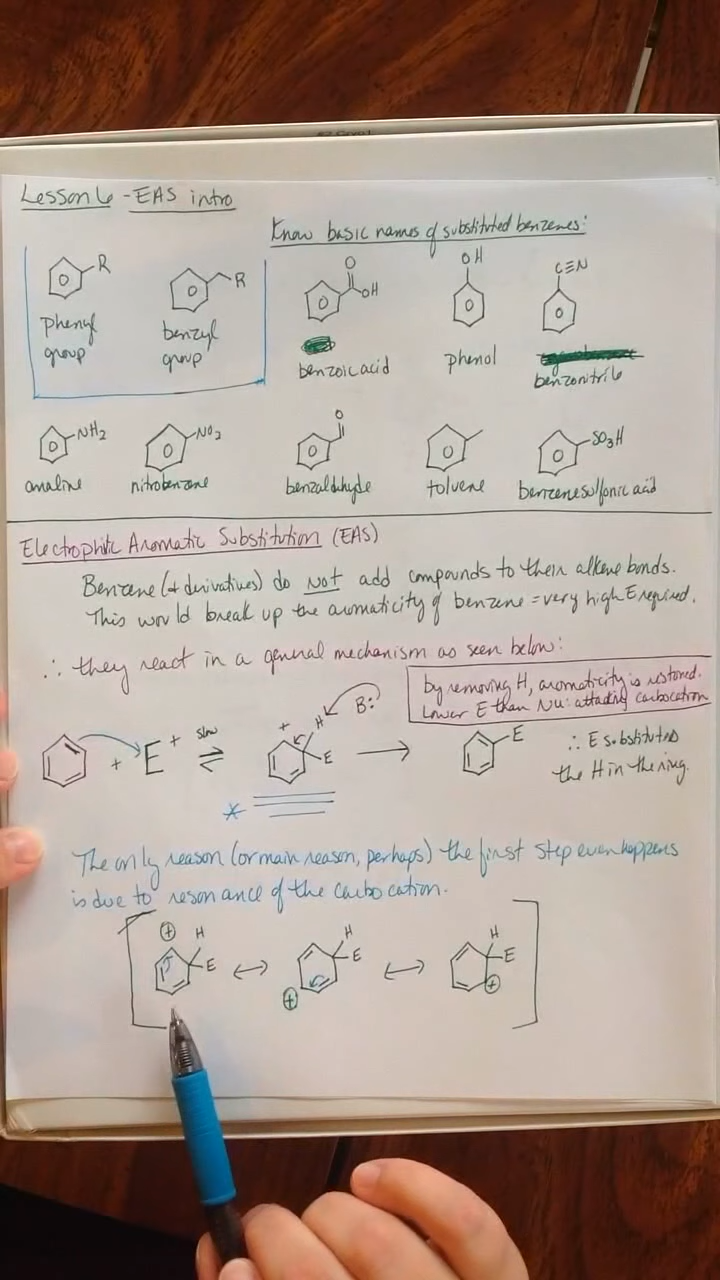 Lesson 6 - EAS intro
Know basic names of substituted benzenes:
R
phenyl
group
R
benzyl
group
O
OH
benzoic acid
OH
phenol
C≡N
benzonitrile
NH2
analine
NO2
nitrobenzene
O
benzaldehyde
toluene
SO3H
benzenesulfonic acid
Electrophilic Aromatic Substitution (EAS)
Benzene (+ derivatives) do NOT add compounds to their alkene bonds.
This would break up the aromaticity of benzene = very high E required.
∴ they react in a general mechanism as seen below:
by removing H, aromaticity is restored.
Lower E than Nu: attacking carbocation
+ E+ slow ⇌ + H E B: → E
∴ E substituted
the H in the ring.
*
The only reason (or main reason, perhaps) the first step even happens
is due to resonance of the carbocation.
[ ⊕ H E ↔ ⊕ H E ↔ H E ⊕ ]